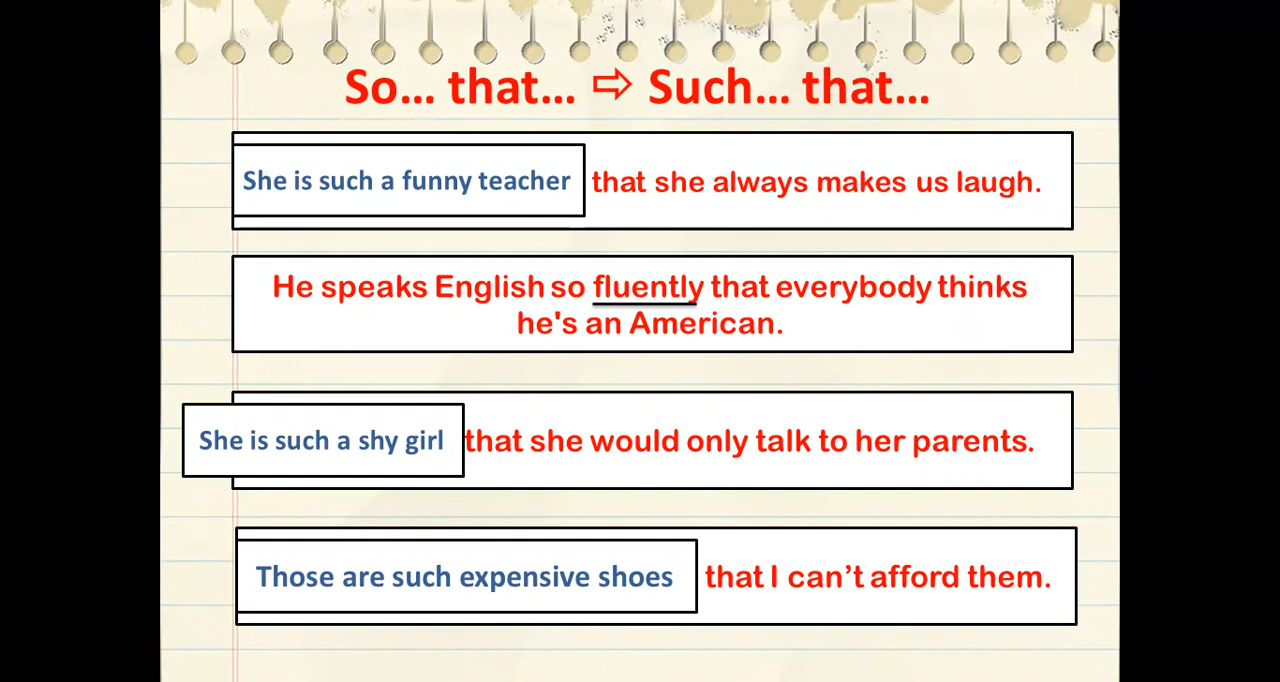 So... that... ⇨ Such... that...
She is such a funny teacher that she always makes us laugh.
He speaks English so fluently that everybody thinks
he's an American.
She is such a shy girl that she would only talk to her parents.
Those are such expensive shoes that I can’t afford them.